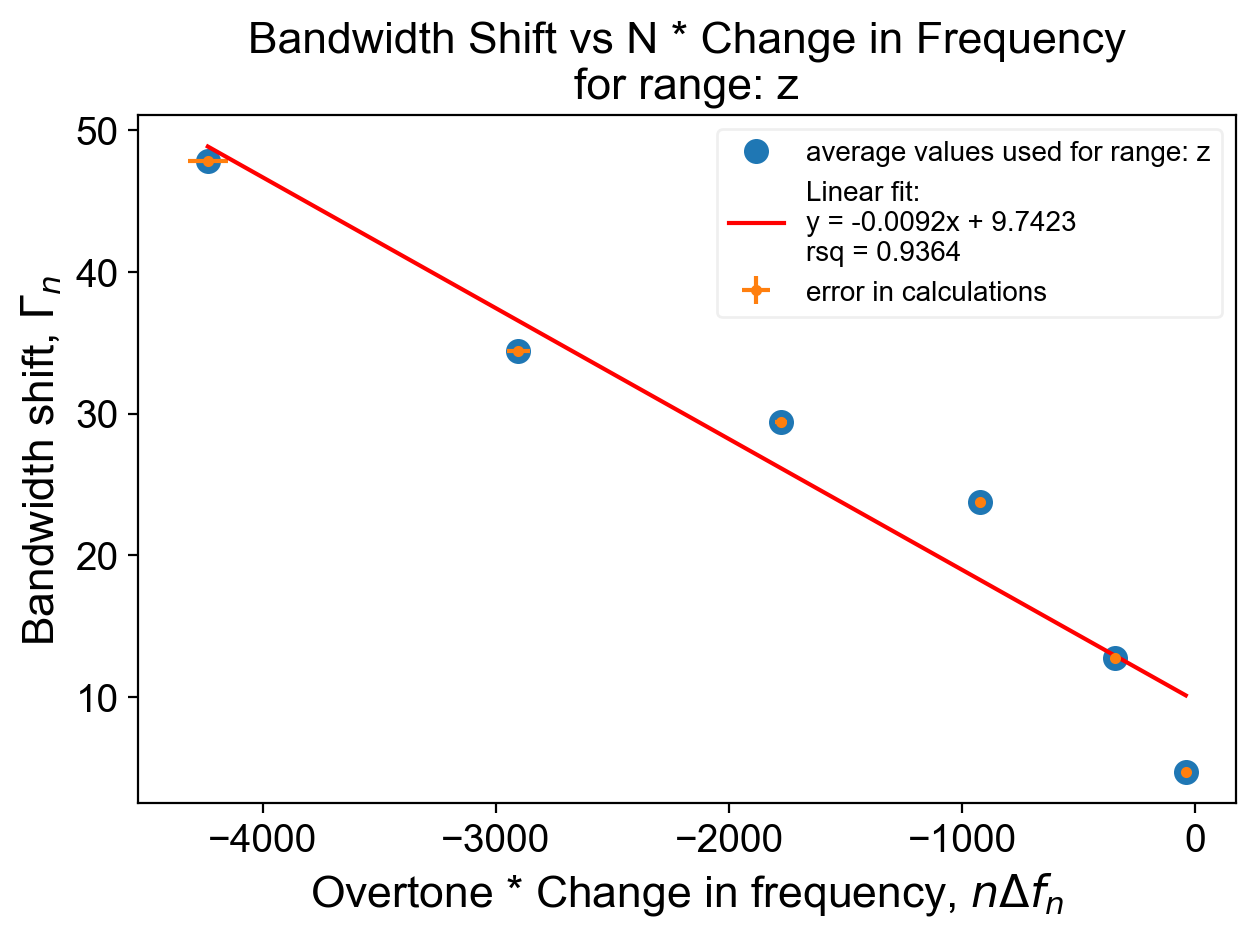 Bandwidth Shift vs N * Change in Frequency
for range: z
50
40
30
20
10
Bandwidth shift, Γn
average values used for range: z
Linear fit:
y = -0.0092x + 9.7423
rsq = 0.9364
error in calculations
−4000 −3000 −2000 −1000 0
Overtone * Change in frequency, nΔfn